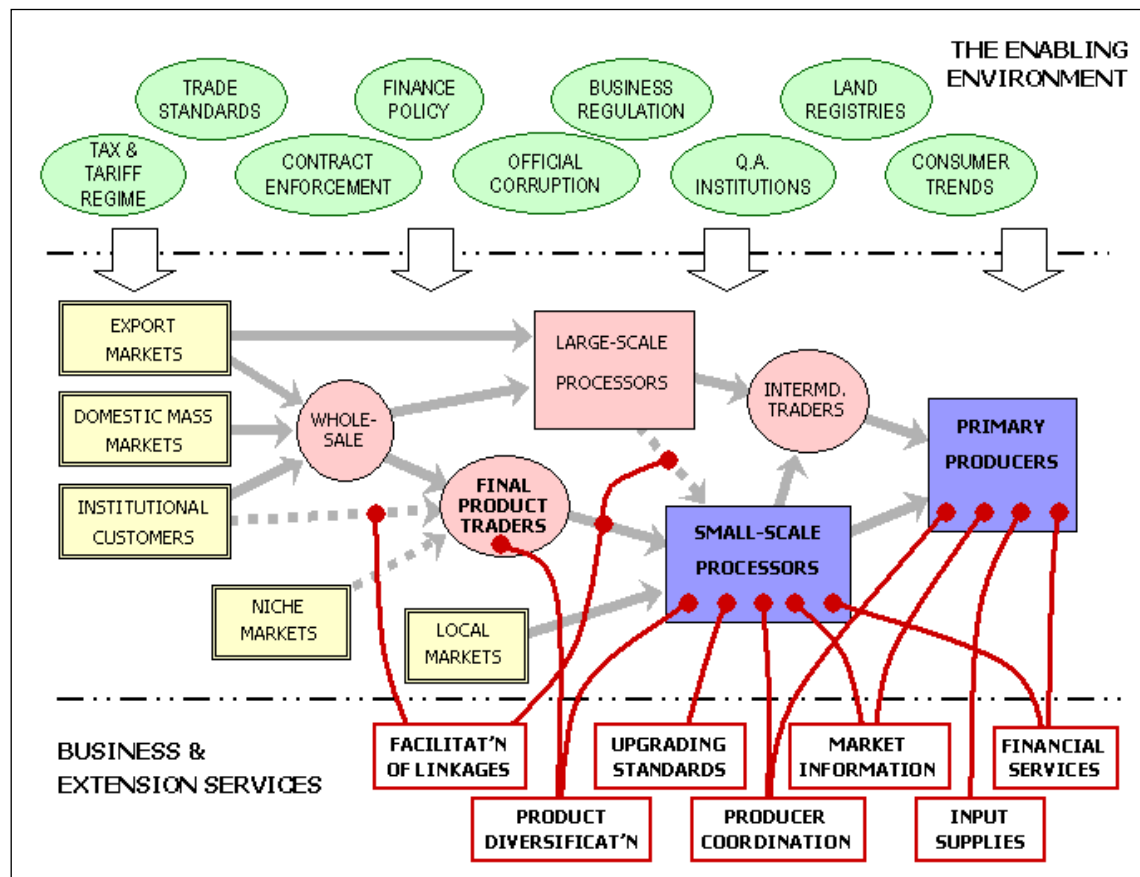 THE ENABLING
ENVIRONMENT
TRADE
STANDARDS
FINANCE
POLICY
BUSINESS
REGULATION
LAND
REGISTRIES
TAX &
TARIFF
REGIME
CONTRACT
ENFORCEMENT
OFFICIAL
CORRUPTION
Q.A.
INSTITUTIONS
CONSUMER
TRENDS
EXPORT
MARKETS
LARGE-SCALE
PROCESSORS
INTERMD.
TRADERS
DOMESTIC MASS
MARKETS
WHOLE-
SALE
PRIMARY
PRODUCERS
INSTITUTIONAL
CUSTOMERS
FINAL
PRODUCT
TRADERS
SMALL-SCALE
PROCESSORS
NICHE
MARKETS
LOCAL
MARKETS
BUSINESS &
EXTENSION SERVICES
FACILITAT'N
OF LINKAGES
UPGRADING
STANDARDS
MARKET
INFORMATION
FINANCIAL
SERVICES
PRODUCT
DIVERSIFICAT'N
PRODUCER
COORDINATION
INPUT
SUPPLIES